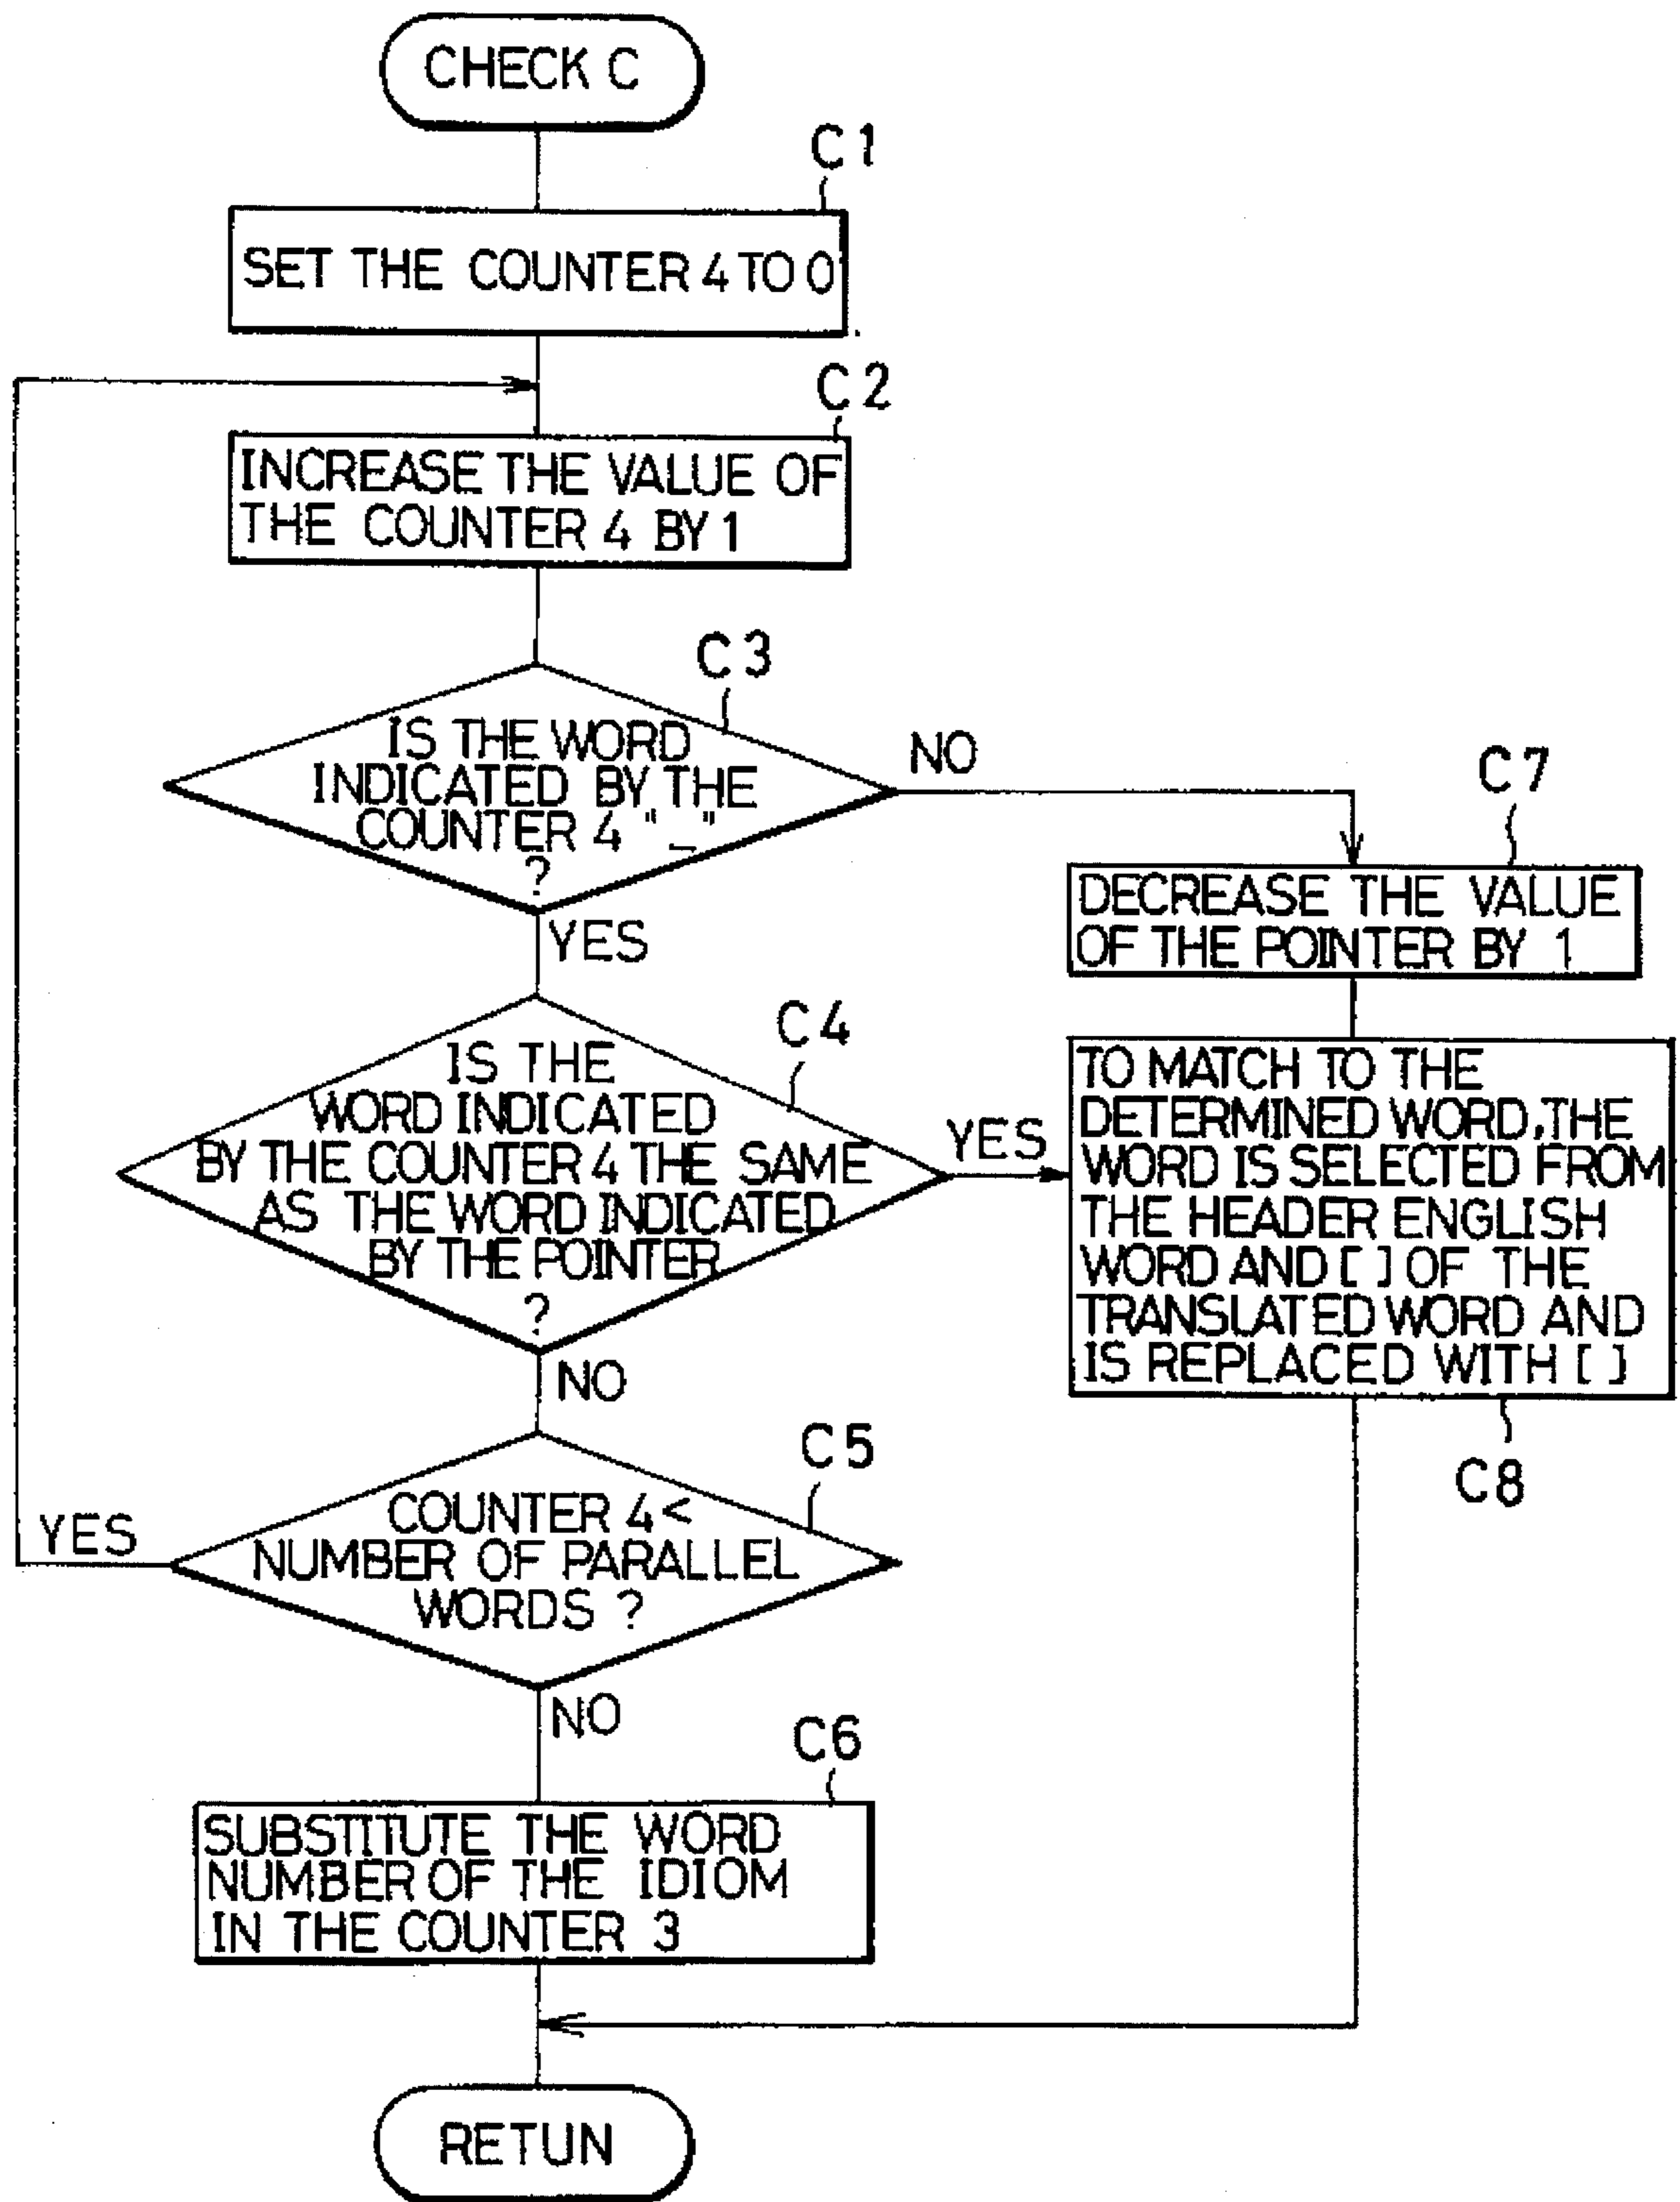 CHECK C
C1
SET THE COUNTER 4 TO 0
C2
INCREASE THE VALUE OF
THE COUNTER 4 BY 1
C3
IS THE WORD
INDICATED BY THE
COUNTER 4 "_"
?
NO
YES
C7
DECREASE THE VALUE
OF THE POINTER BY 1
C4
IS THE
WORD INDICATED
BY THE COUNTER 4 THE SAME
AS THE WORD INDICATED
BY THE POINTER
?
YES
NO
TO MATCH TO THE
DETERMINED WORD, THE
WORD IS SELECTED FROM
THE HEADER ENGLISH
WORD AND [ ] OF THE
TRANSLATED WORD AND
IS REPLACED WITH [ ]
C8
C5
COUNTER 4 <
NUMBER OF PARALLEL
WORDS ?
YES
NO
C6
SUBSTITUTE THE WORD
NUMBER OF THE IDIOM
IN THE COUNTER 3
RETUN